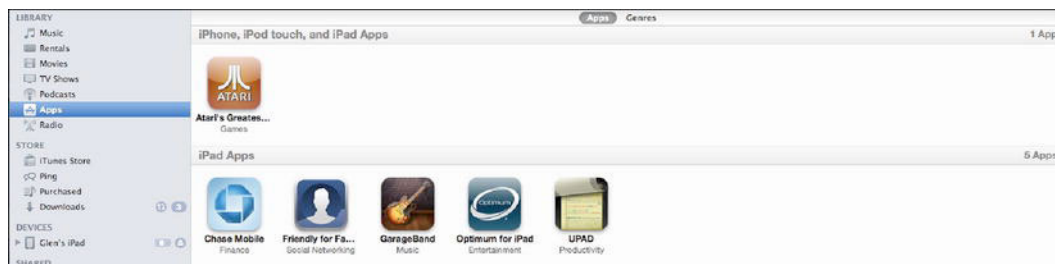 LIBRARY
Music
Rentals
Movies
TV Shows
Podcasts
Apps
Radio
STORE
iTunes Store
Ping
Purchased
Downloads
DEVICES
Glen's iPad
SHARED
Apps Genres
iPhone, iPod touch, and iPad Apps 1 App
ATARI
Atari's Greates...
Games
iPad Apps 5 Apps
Optimum
Chase Mobile Friendly for Fa... GarageBand Optimum for iPad UPAD
Finance Social Networking Music Entertainment Productivity